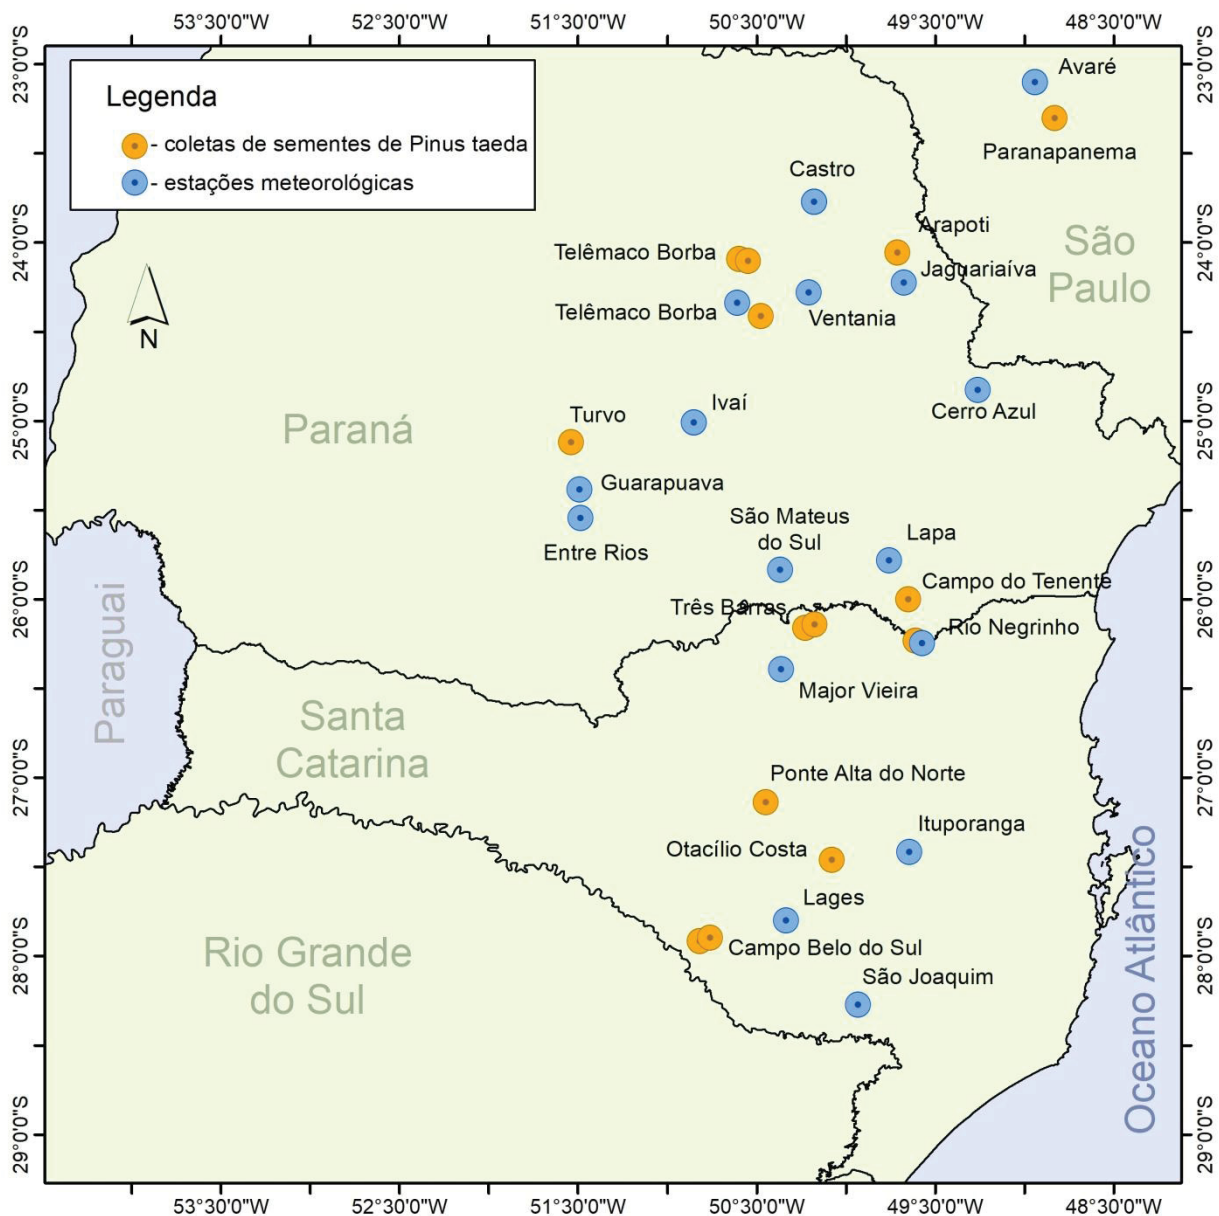 53°30'0"W
52°30'0"W
51°30'0"W
50°30'0"W
49°30'0"W
48°30'0"W
23°0'0"S
23°0'0"S
Legenda
- coletas de sementes de Pinus taeda
- estações meteorológicas
Avaré
Paranapanema
Castro
Arapoti
São
Paulo
24°0'0"S
24°0'0"S
Telêmaco Borba
Jaguariaíva
Telêmaco Borba
Ventania
N
Ivaí
Cerro Azul
Turvo
Paraná
25°0'0"S
25°0'0"S
Guarapuava
São Mateus
do Sul
Lapa
Entre Rios
Campo do Tenente
26°0'0"S
26°0'0"S
Três Barras
Rio Negrinho
Paraguai
Major Vieira
Santa
Catarina
27°0'0"S
27°0'0"S
Ponte Alta do Norte
Ituporanga
Otacílio Costa
Lages
Campo Belo do Sul
Rio Grande
do Sul
28°0'0"S
28°0'0"S
São Joaquim
Oceano Atlântico
29°0'0"S
29°0'0"S
53°30'0"W
52°30'0"W
51°30'0"W
50°30'0"W
49°30'0"W
48°30'0"W